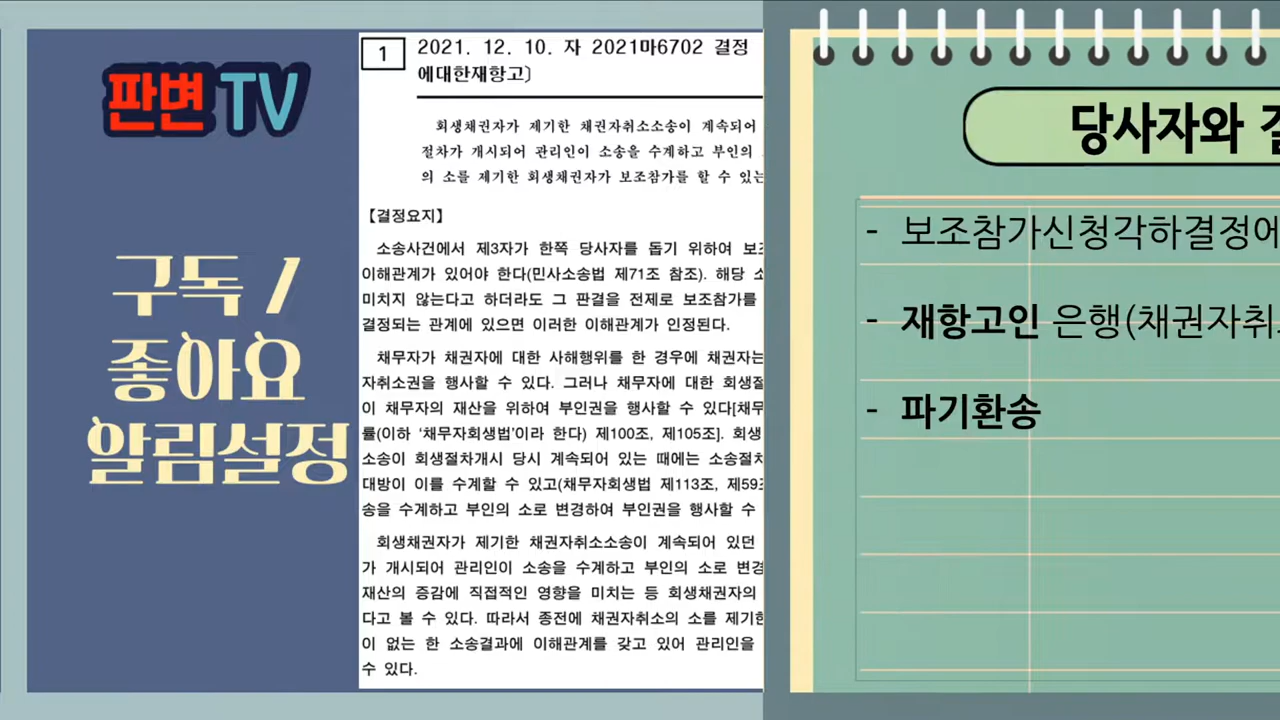 판변 TV
구독 /
좋아요
알림설정
1
2021. 12. 10. 자 2021마6702 결정
에대한재항고〕
회생채권자가 제기한 채권자취소소송이 계속되어
절차가 개시되어 관리인이 소송을 수계하고 부인의
의 소를 제기한 회생채권자가 보조참가를 할 수 있는
【결정요지】
소송사건에서 제3자가 한쪽 당사자를 돕기 위하여 보조
이해관계가 있어야 한다(민사소송법 제71조 참조). 해당 소
미치지 않는다고 하더라도 그 판결을 전제로 보조참가를
결정되는 관계에 있으면 이러한 이해관계가 인정된다.
채무자가 채권자에 대한 사해행위를 한 경우에 채권자는
자취소권을 행사할 수 있다. 그러나 채무자에 대한 회생절
이 채무자의 재산을 위하여 부인권을 행사할 수 있다[채무
률(이하 ‘채무자회생법’이라 한다) 제100조, 제105조]. 회생
소송이 회생절차개시 당시 계속되어 있는 때에는 소송절차
대방이 이를 수계할 수 있고(채무자회생법 제113조, 제59조
송을 수계하고 부인의 소로 변경하여 부인권을 행사할 수
회생채권자가 제기한 채권자취소소송이 계속되어 있던
가 개시되어 관리인이 소송을 수계하고 부인의 소로 변경
재산의 증감에 직접적인 영향을 미치는 등 회생채권자의
다고 볼 수 있다. 따라서 종전에 채권자취소의 소를 제기한
이 없는 한 소송결과에 이해관계를 갖고 있어 관리인을
수 있다.
당사자와
- 보조참가신청각하결정에
- 재항고인 은행(채권자취
- 파기환송